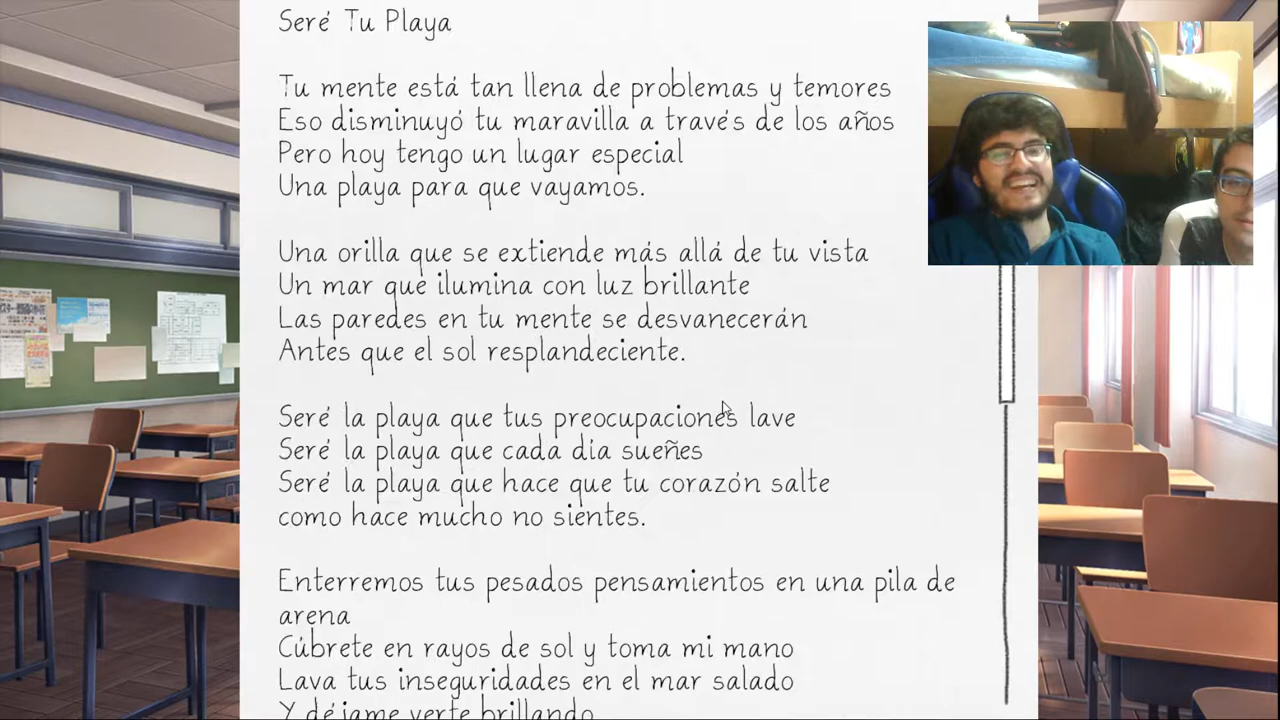 Seré Tu Playa
Tu mente está tan llena de problemas y temores
Eso disminuyó tu maravilla a través de los años
Pero hoy tengo un lugar especial
Una playa para que vayamos.
Una orilla que se extiende más allá de tu vista
Un mar que ilumina con luz brillante
Las paredes en tu mente se desvanecerán
Antes que el sol resplandeciente.
Seré la playa que tus preocupaciones lave
Seré la playa que cada día sueñes
Seré la playa que hace que tu corazón salte
como hace mucho no sientes.
Enterremos tus pesados pensamientos en una pila de
arena
Cúbrete en rayos de sol y toma mi mano
Lava tus inseguridades en el mar salado
Y déjame verte brillando